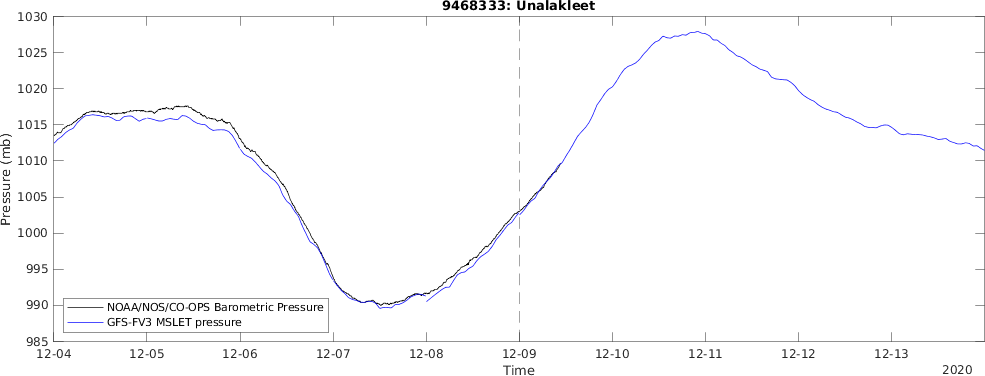 9468333: Unalakleet
Pressure (mb)
1030
1025
1020
1015
1010
1005
1000
995
990
985
NOAA/NOS/CO-OPS Barometric Pressure
GFS-FV3 MSLET pressure
12-04 12-05 12-06 12-07 12-08 12-09 12-10 12-11 12-12 12-13
Time
2020